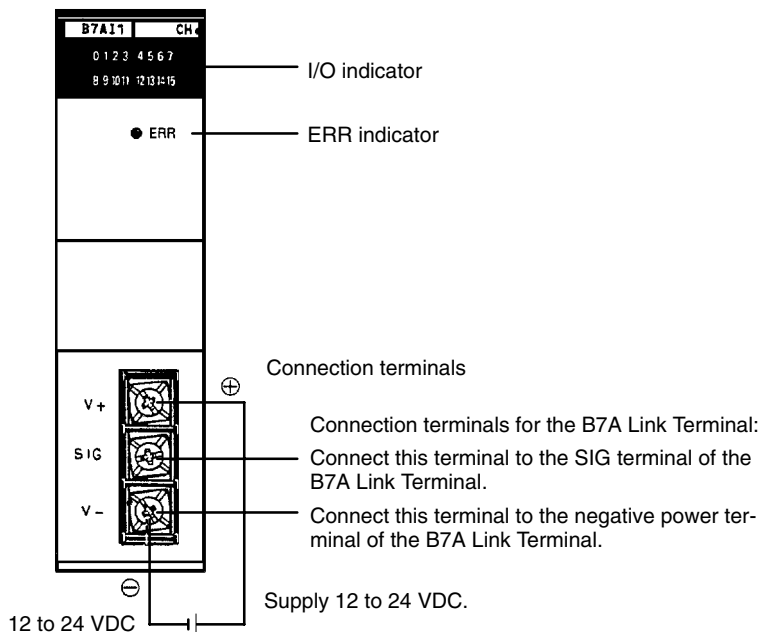 B7AI1 CH
0 1 2 3 4 5 6 7
8 9 10 11 12 13 14 15
I/O indicator
ERR
ERR indicator
Connection terminals
V +
Connection terminals for the B7A Link Terminal:
SIG
Connect this terminal to the SIG terminal of the
B7A Link Terminal.
V –
Connect this terminal to the negative power ter-
minal of the B7A Link Terminal.
Supply 12 to 24 VDC.
12 to 24 VDC